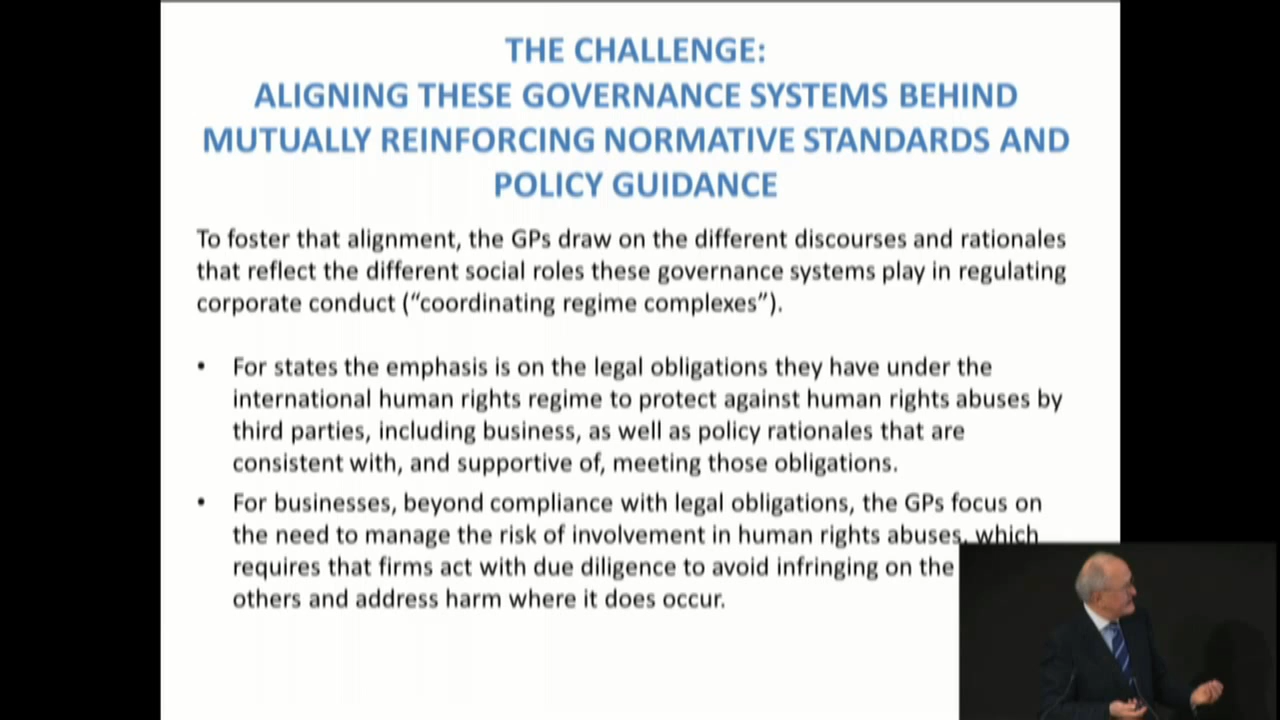 THE CHALLENGE:
ALIGNING THESE GOVERNANCE SYSTEMS BEHIND
MUTUALLY REINFORCING NORMATIVE STANDARDS AND
POLICY GUIDANCE
To foster that alignment, the GPs draw on the different discourses and rationales
that reflect the different social roles these governance systems play in regulating
corporate conduct (“coordinating regime complexes”).
• For states the emphasis is on the legal obligations they have under the
international human rights regime to protect against human rights abuses by
third parties, including business, as well as policy rationales that are
consistent with, and supportive of, meeting those obligations.
• For businesses, beyond compliance with legal obligations, the GPs focus on
the need to manage the risk of involvement in human rights abuses, which
requires that firms act with due diligence to avoid infringing on the
others and address harm where it does occur.